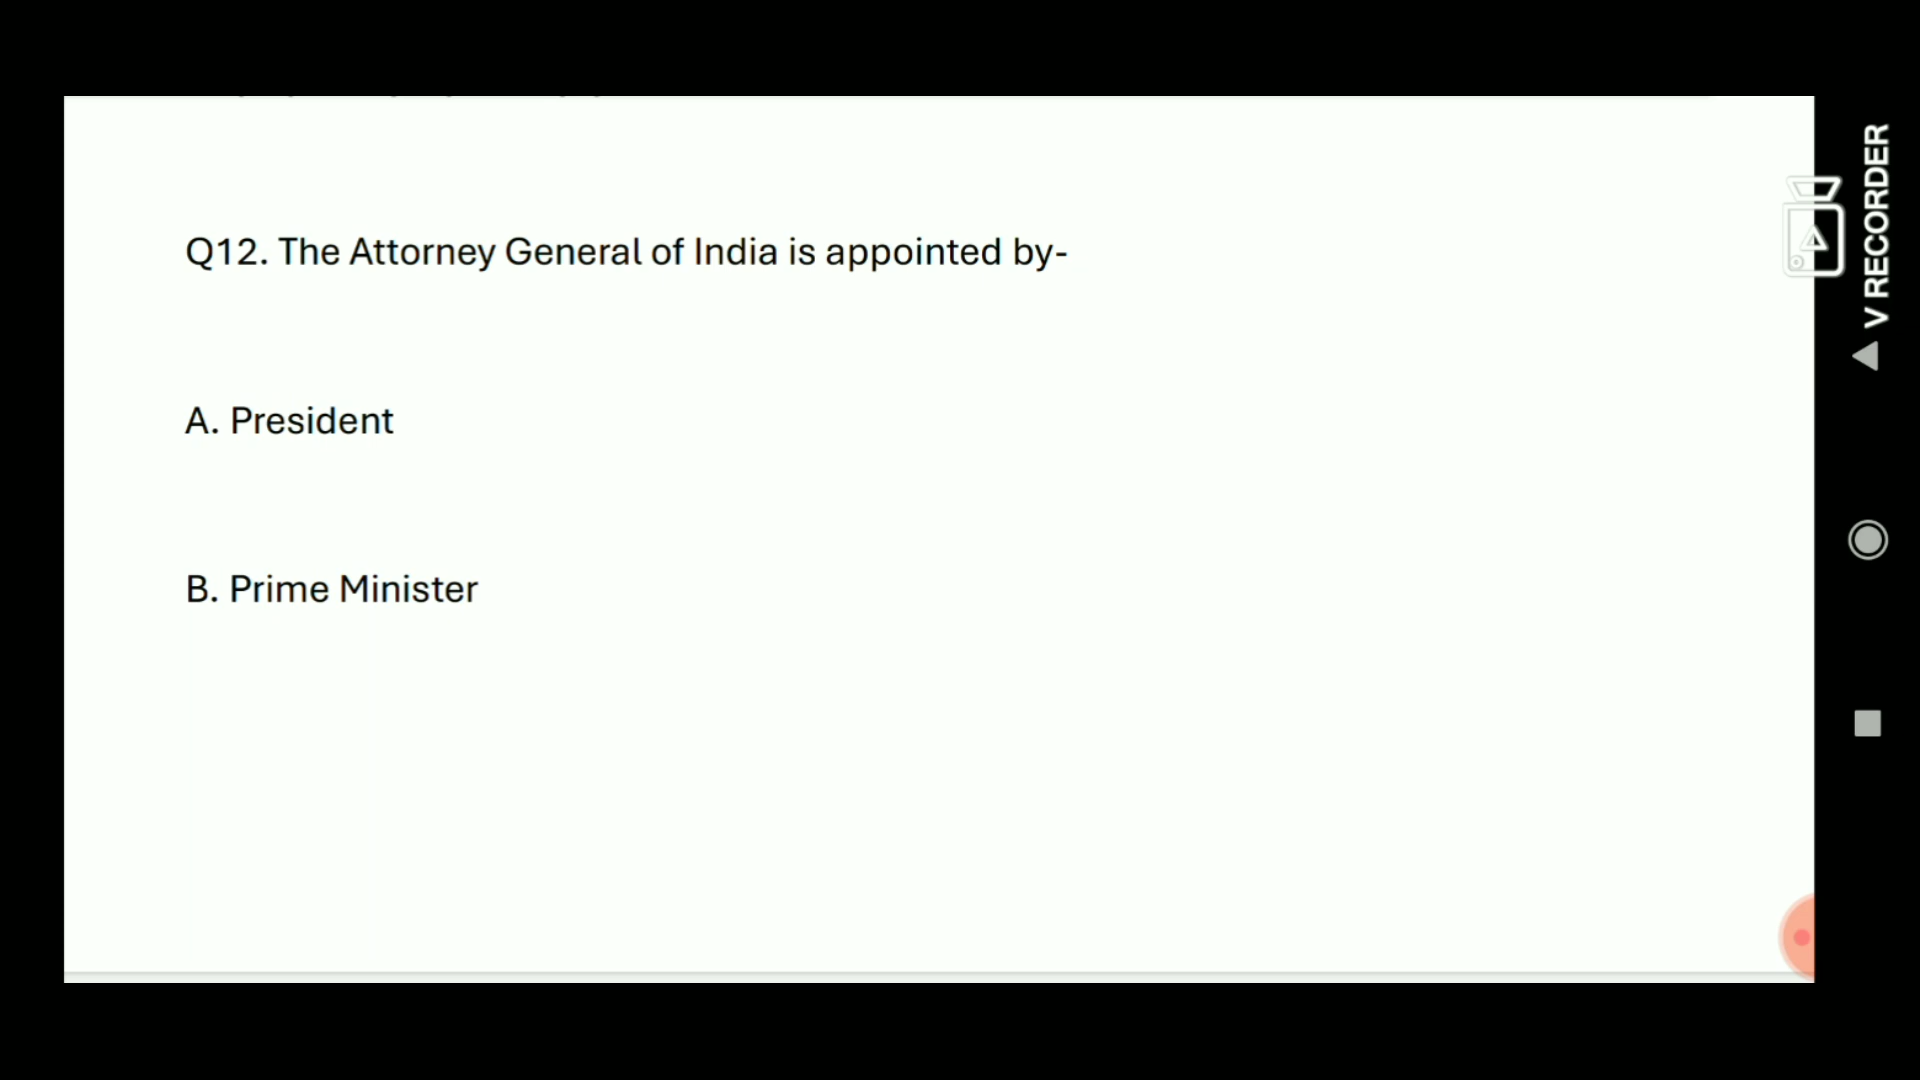 Q12. The Attorney General of India is appointed by-
A. President
B. Prime Minister
V RECORDER